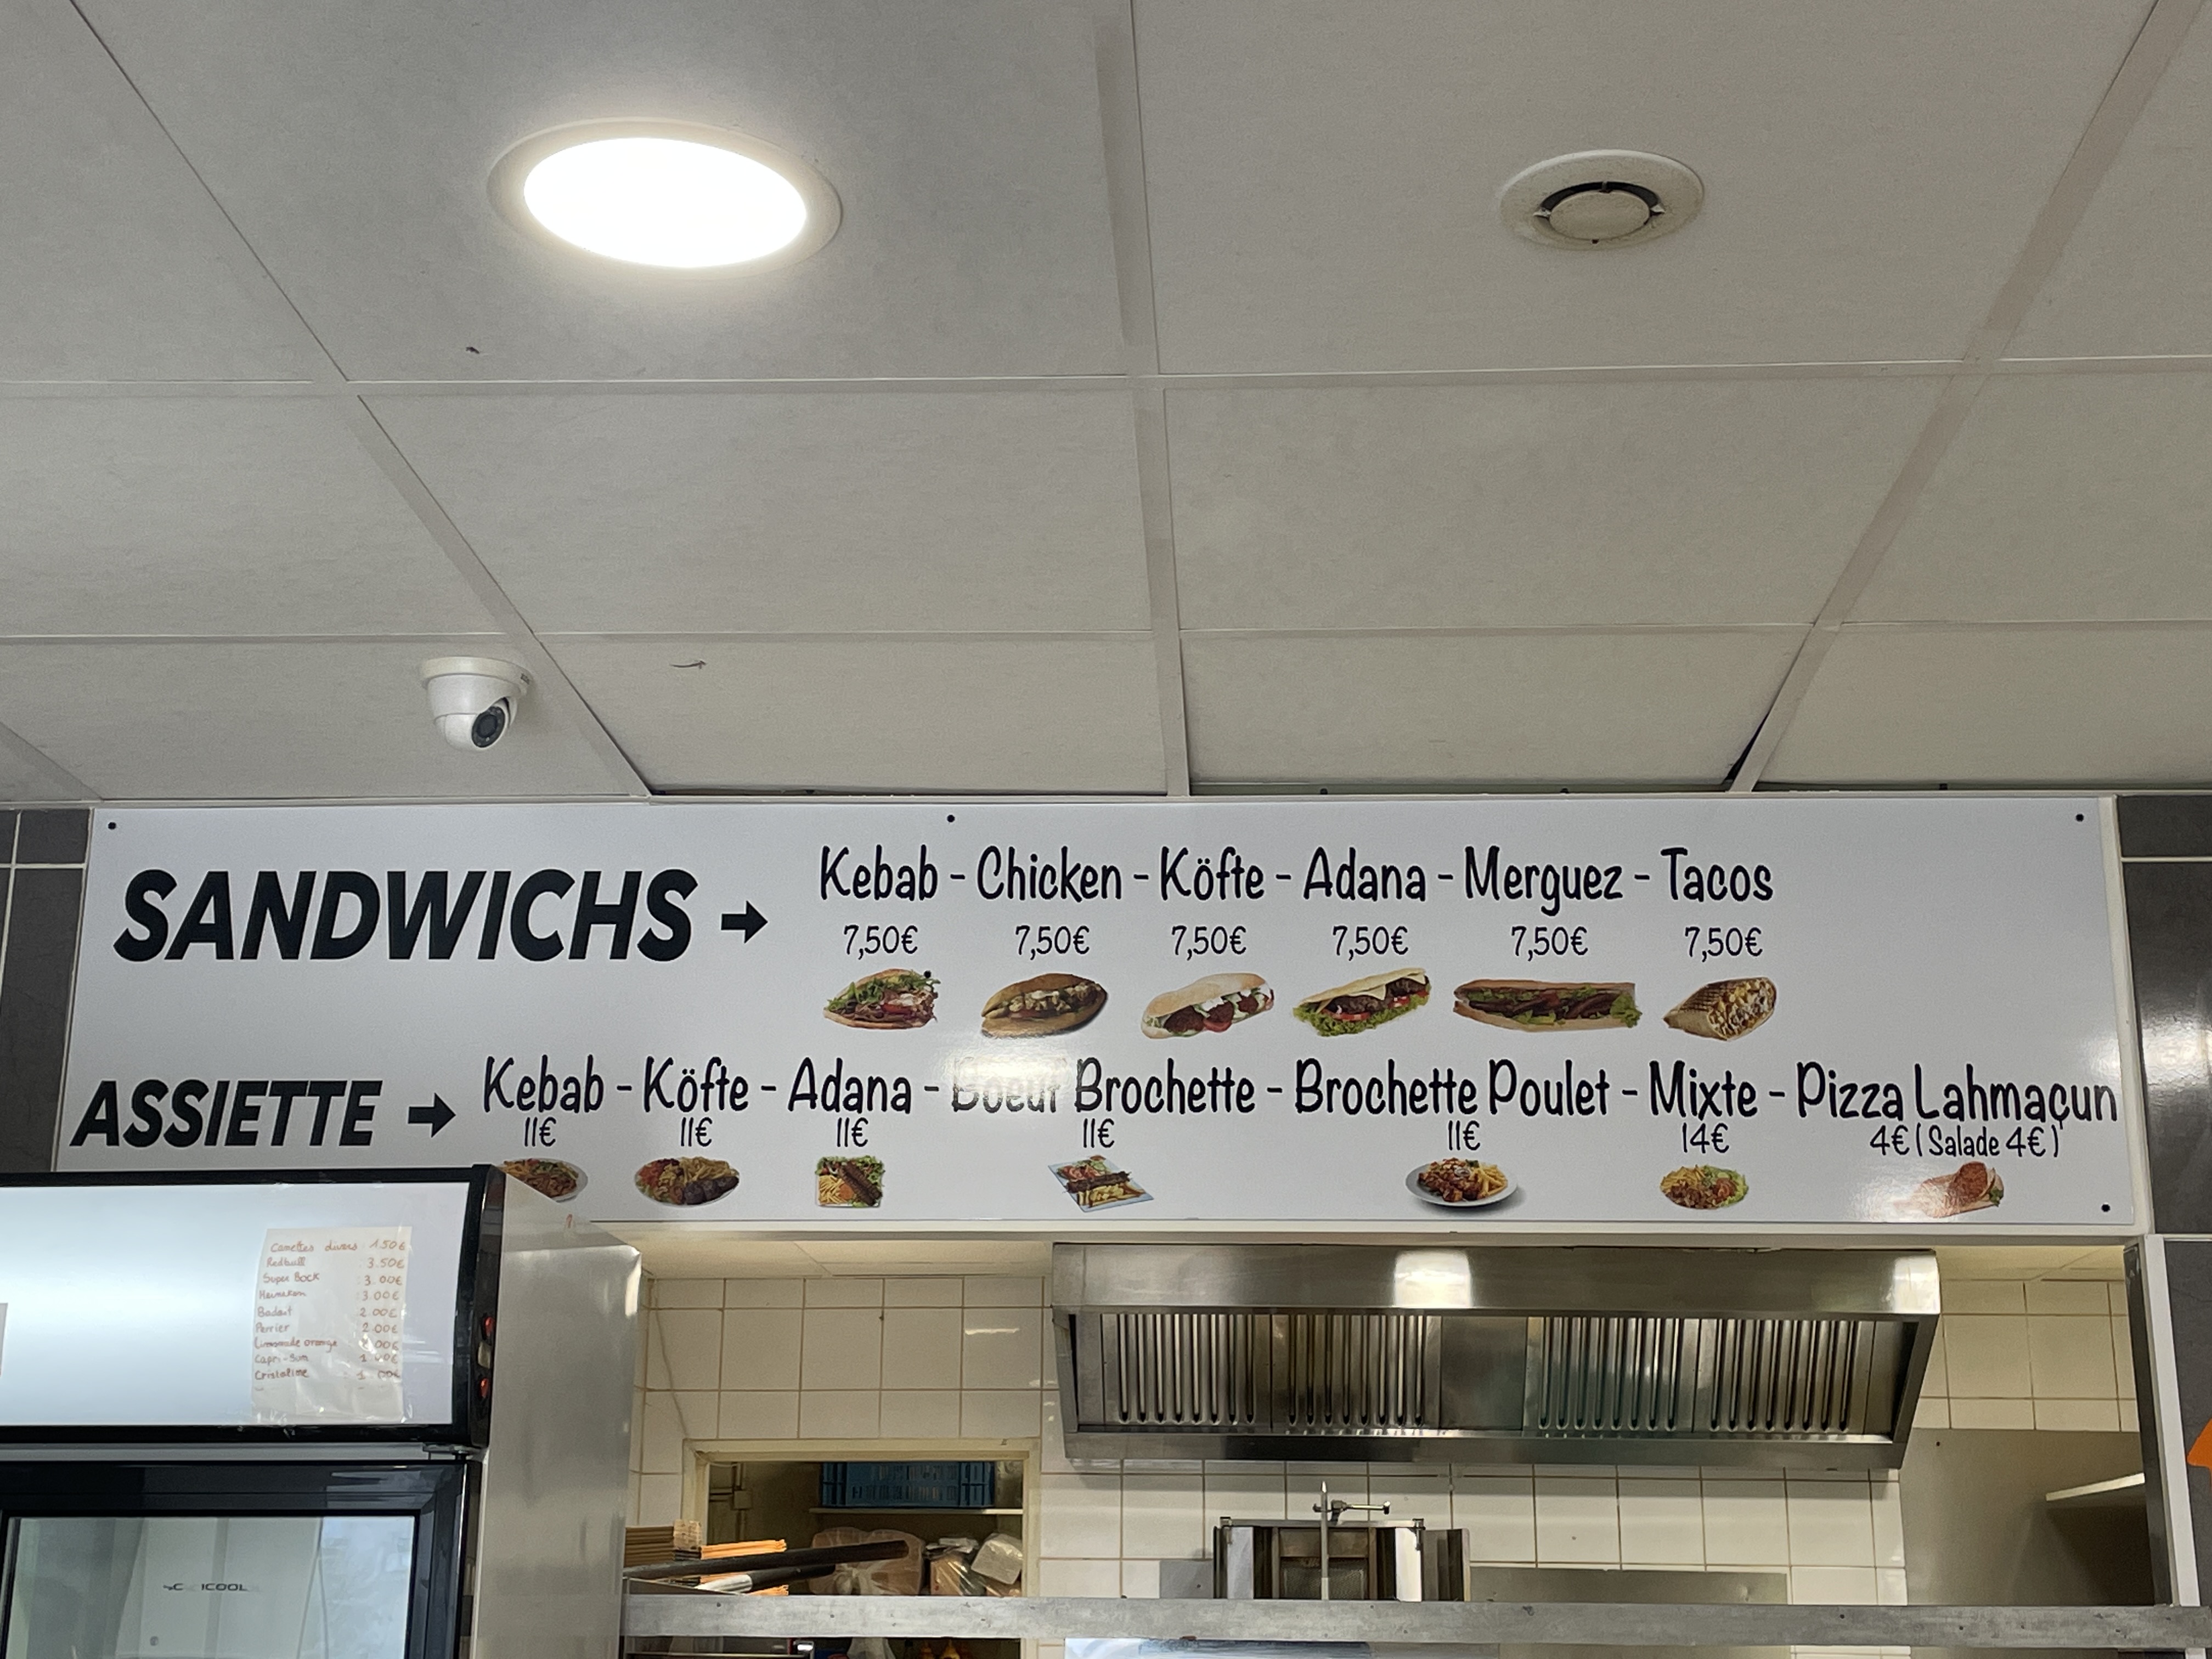 SANDWICHS → Kebab - Chicken - Köfte - Adana - Merguez - Tacos
7,50€ 7,50€ 7,50€ 7,50€ 7,50€ 7,50€
ASSIETTE → Kebab - Köfte - Adana - Boeuf Brochette - Brochette Poulet - Mixte - Pizza Lahmaçun
11€ 11€ 11€ 11€ 11€ 14€ 4€ (Salade 4€)
Canettes divers 1.50€
Redbull 3.50€
Super Bock 3.00€
Heineken 3.00€
Badoit 2.00€
Perrier 2.00€
Limonade orange
Capri-Sun
Cristaline